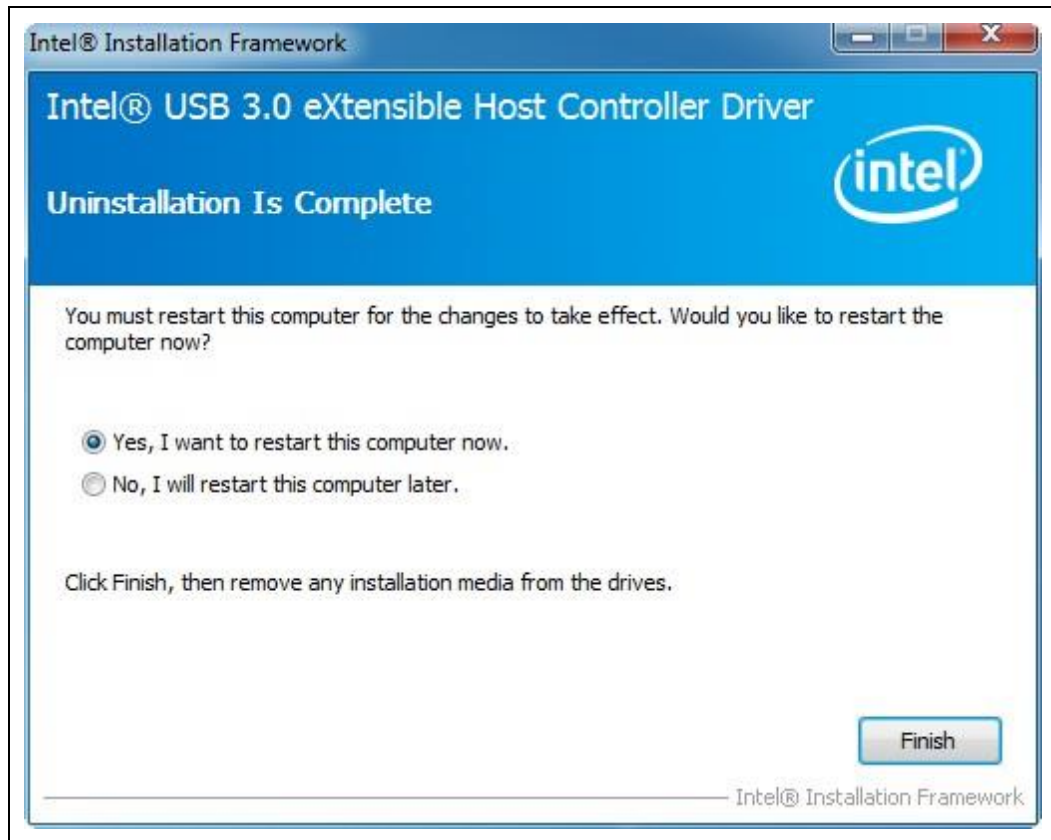 Intel® Installation Framework
Intel® USB 3.0 eXtensible Host Controller Driver
intel
Uninstallation Is Complete
You must restart this computer for the changes to take effect. Would you like to restart the
computer now?
Yes, I want to restart this computer now.
No, I will restart this computer later.
Click Finish, then remove any installation media from the drives.
Finish
Intel® Installation Framework